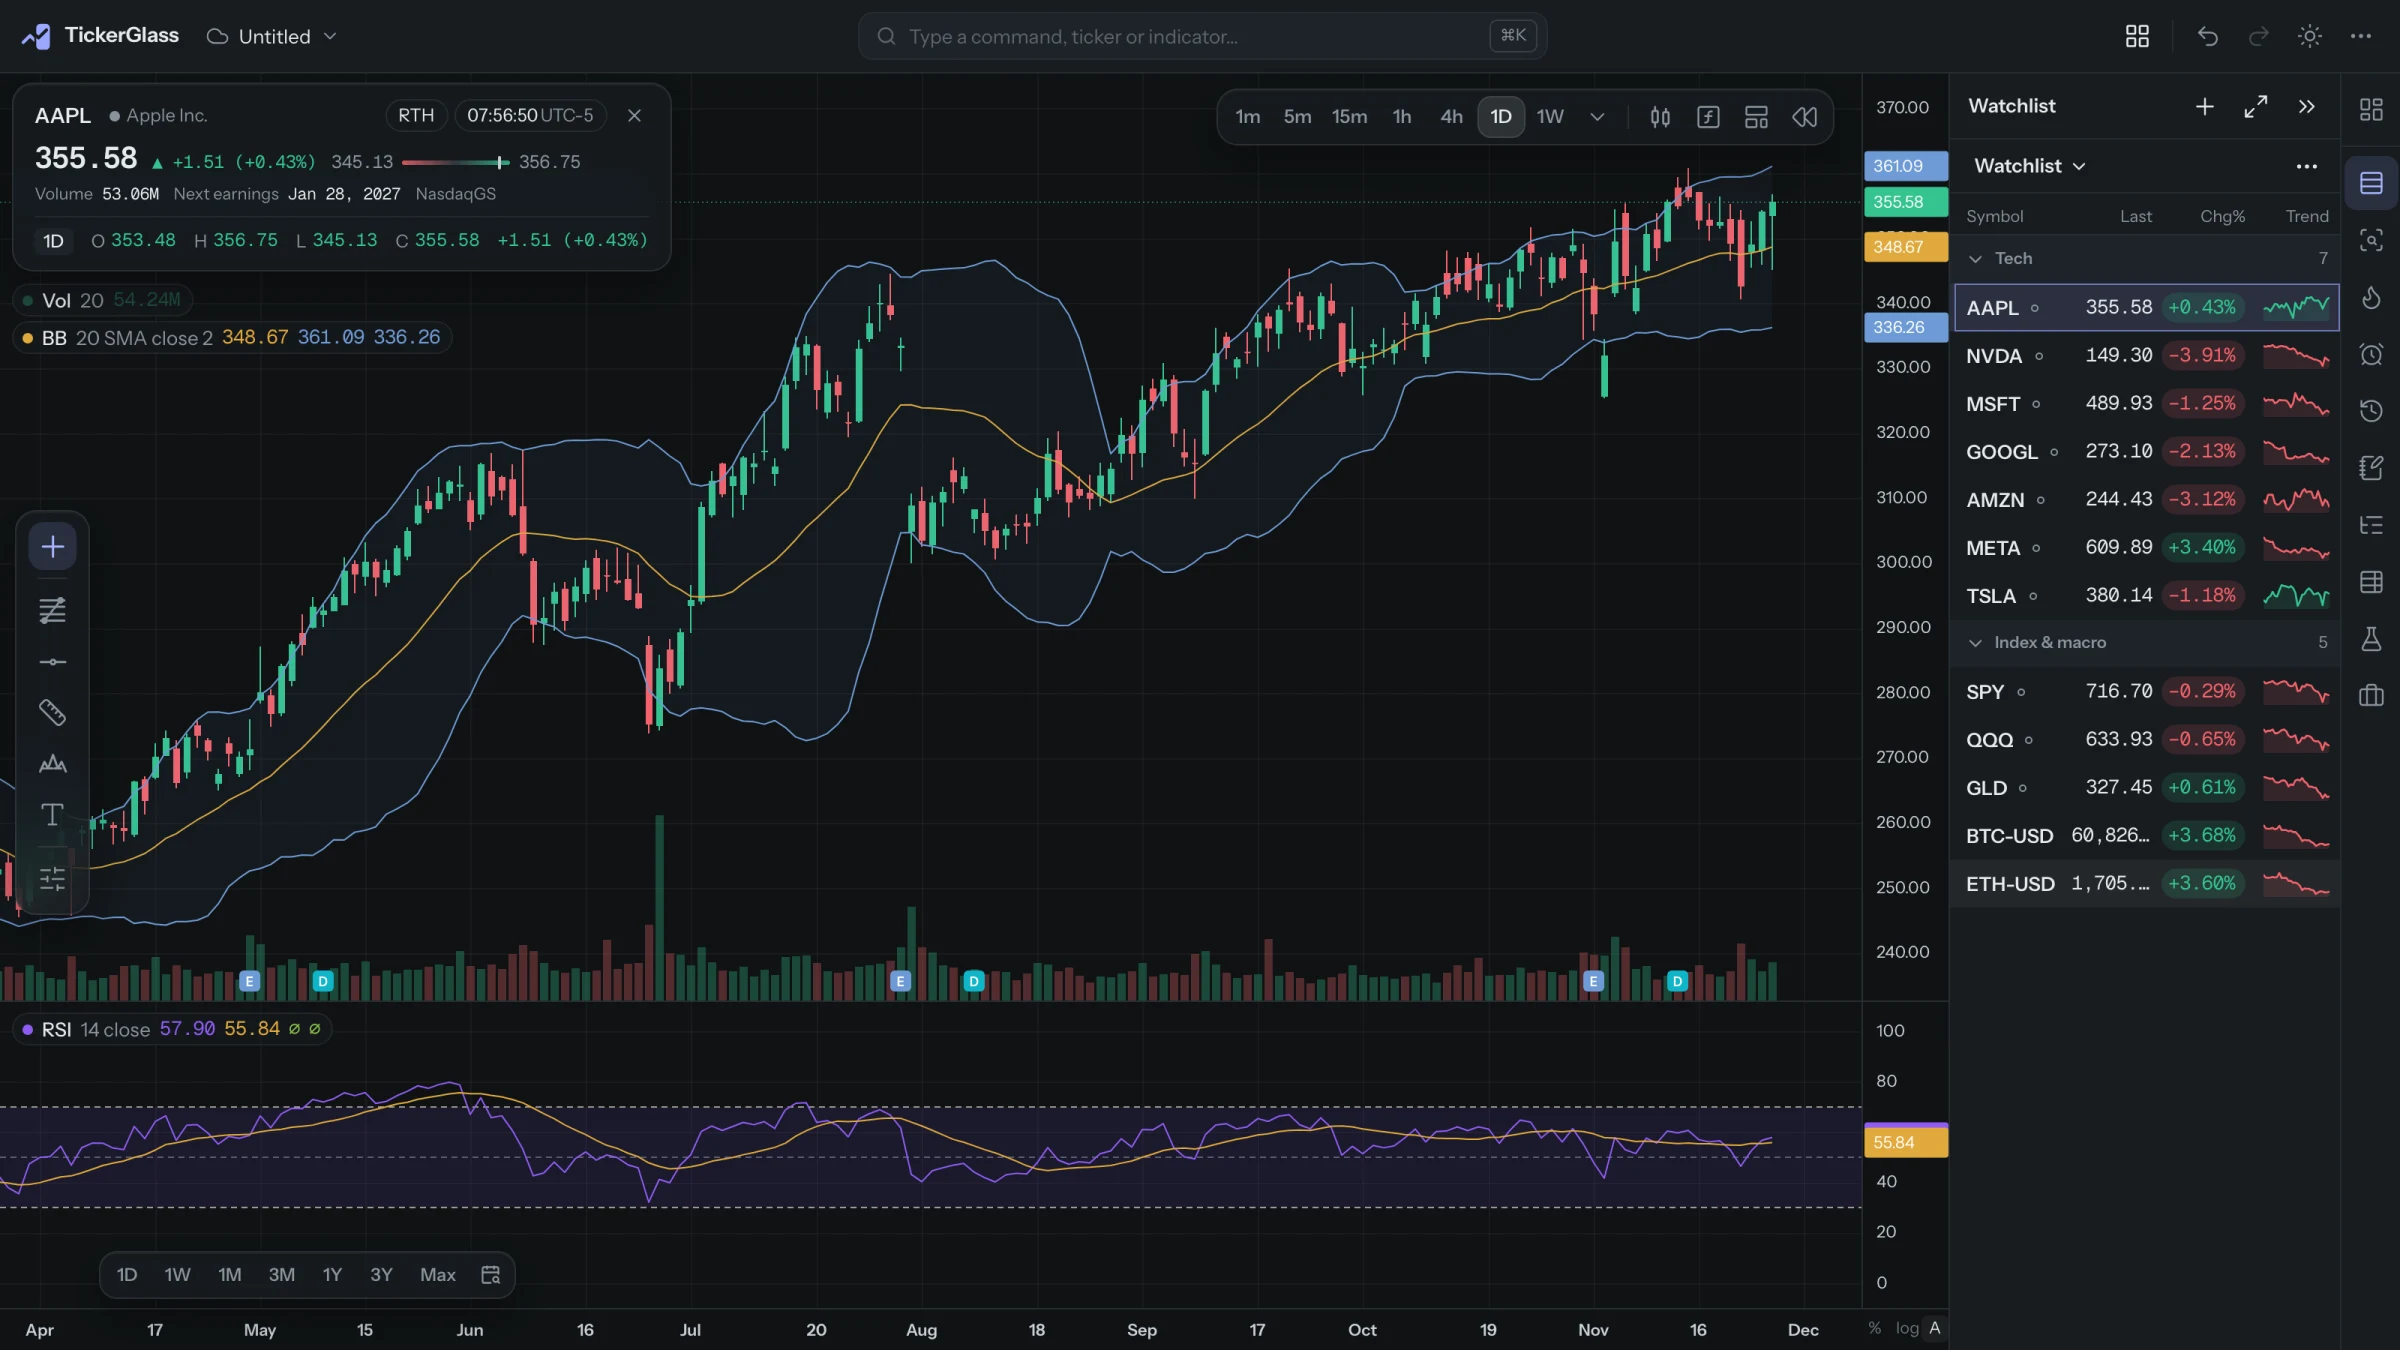 TickerGlass Untitled Type a command, ticker or indicator... ⌘K
AAPL Apple Inc. RTH 07:56:50 UTC-5
355.58 ▲ +1.51 (+0.43%) 345.13 356.75
Volume 53.06M Next earnings Jan 28, 2027 NasdaqGS
1D O 353.48 H 356.75 L 345.13 C 355.58 +1.51 (+0.43%)
Vol 20 54.24M
BB 20 SMA close 2 348.67 361.09 336.26
1m 5m 15m 1h 4h 1D 1W
T
370.00
361.09
355.58
348.67
340.00
336.26
330.00
320.00
310.00
300.00
290.00
280.00
270.00
260.00
250.00
240.00
E D E D E D
RSI 14 close 57.90 55.84 ∅ ∅
100
80
55.84
40
20
0
1D 1W 1M 3M 1Y 3Y Max
Apr 17 May 15 Jun 16 Jul 20 Aug 18 Sep 17 Oct 19 Nov 16 Dec
% log A
Watchlist
Watchlist
Symbol Last Chg% Trend
Tech 7
AAPL 355.58 +0.43%
NVDA 149.30 -3.91%
MSFT 489.93 -1.25%
GOOGL 273.10 -2.13%
AMZN 244.43 -3.12%
META 609.89 +3.40%
TSLA 380.14 -1.18%
Index & macro 5
SPY 716.70 -0.29%
QQQ 633.93 -0.65%
GLD 327.45 +0.61%
BTC-USD 60,826... +3.68%
ETH-USD 1,705.... +3.60%